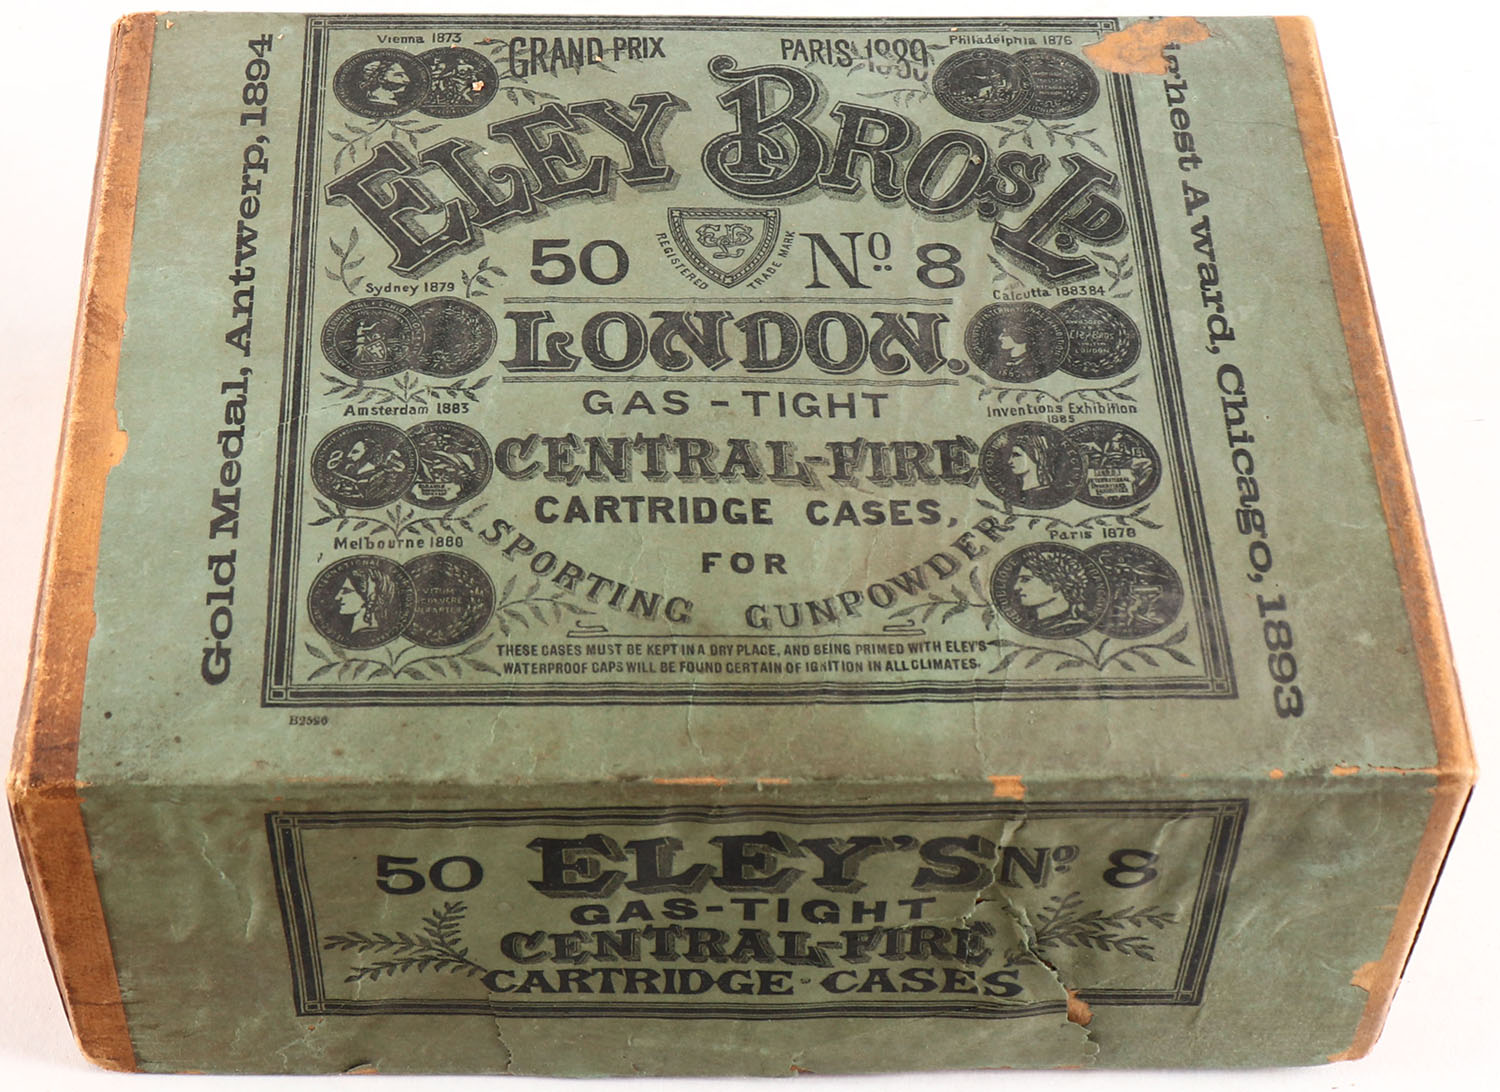 Vienna 1873
GRAND PRIX
PARIS 1889
Philadelphia 1876
ELEY BROS. LD.
50
REGISTERED TRADE MARK
No. 8
Sydney 1879
Calcutta 1883 84
LONDON.
GAS-TIGHT
Amsterdam 1883
Inventions Exhibition
1885
CENTRAL-FIRE
CARTRIDGE CASES,
Melbourne 1880
FOR
Paris 1878
SPORTING GUNPOWDER
THESE CASES MUST BE KEPT IN A DRY PLACE, AND BEING PRIMED WITH ELEY'S
WATERPROOF CAPS WILL BE FOUND CERTAIN OF IGNITION IN ALL CLIMATES.
Gold Medal, Antwerp, 1894
Award, Chicago, 1893
50 ELEY'S No. 8
GAS-TIGHT
CENTRAL-FIRE
CARTRIDGE-CASES